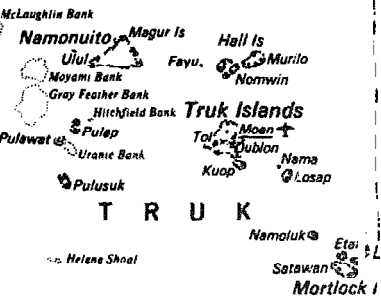 McLaughlin Bank
Namonuito
Magur Is
Hall Is
Ulul
Fayu
Murilo
Moyami Bank
Nomwin
Gray Feather Bank
Hitchfield Bank
Truk Islands
Pulap
Tol
Moen
Pulawat
Dublon
Uranie Bank
Kuop
Nama
Pulusuk
Losap
TRUK
Namoluk
Etal
Helene Shoal
Satawan
Mortlock